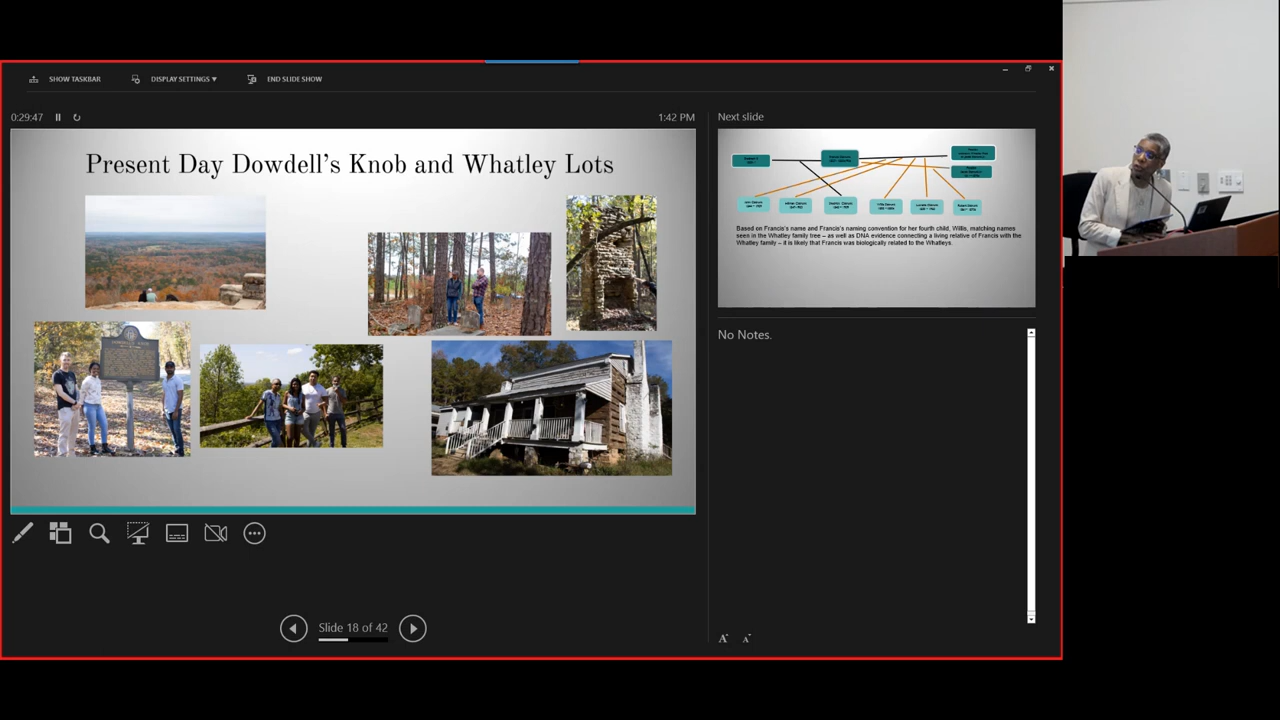 SHOW TASKBAR
DISPLAY SETTINGS ▼
END SLIDE SHOW
0:29:47
1:42 PM
Present Day Dowdell's Knob and Whatley Lots
Next slide
Based on Francis's name and Francis's naming convention for her fourth child, Willis, matching names
seen in the Whatley family tree – as well as DNA evidence connecting a living relative of Francis with the
Whatley family – it is likely that Francis was biologically related to the Whatleys.
No Notes.
Slide 18 of 42
A
A